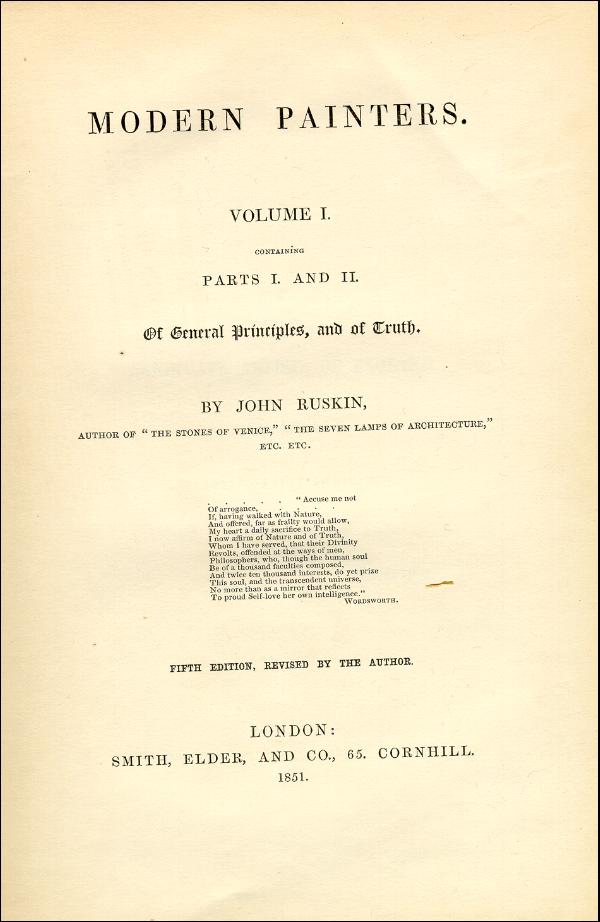 MODERN PAINTERS.
VOLUME I.
CONTAINING
PARTS I. AND II.
Of General Principles, and of Truth.
BY JOHN RUSKIN,
AUTHOR OF “THE STONES OF VENICE,” “THE SEVEN LAMPS OF ARCHITECTURE,”
ETC. ETC.
. . . . . “Accuse me not
Of arrogance, . . . .
If, having walked with Nature,
And offered, far as frailty would allow,
My heart a daily sacrifice to Truth,
I now affirm of Nature and of Truth,
Whom I have served, that their Divinity
Revolts, offended at the ways of men,
Philosophers, who, though the human soul
Be of a thousand faculties composed,
And twice ten thousand interests, do yet prize
This soul, and the transcendent universe,
No more than as a mirror that reflects
To proud Self-love her own intelligence.”
WORDSWORTH.
FIFTH EDITION, REVISED BY THE AUTHOR.
LONDON:
SMITH, ELDER, AND CO., 65. CORNHILL.
1851.